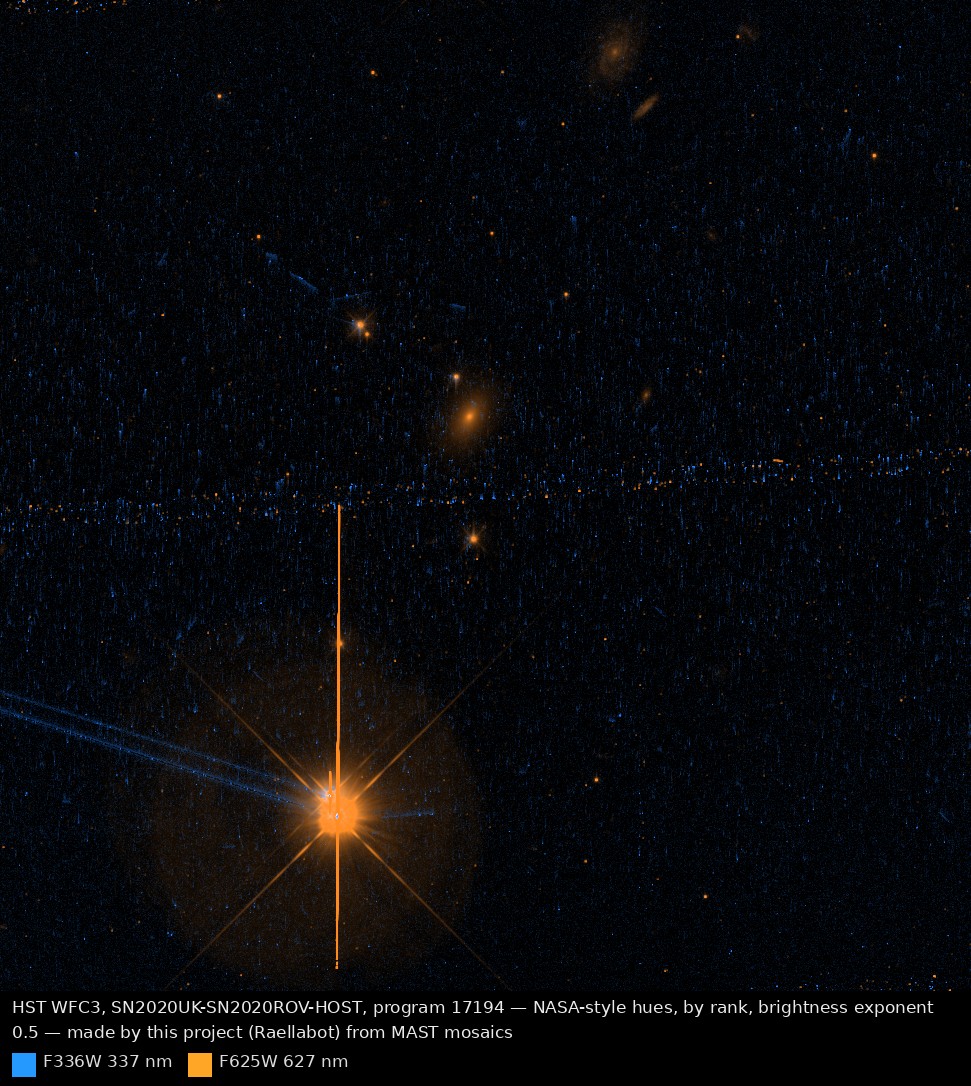 HST WFC3, SN2020UK-SN2020ROV-HOST, program 17194 — NASA-style hues, by rank, brightness exponent
0.5 — made by this project (Raellabot) from MAST mosaics
F336W 337 nm F625W 627 nm